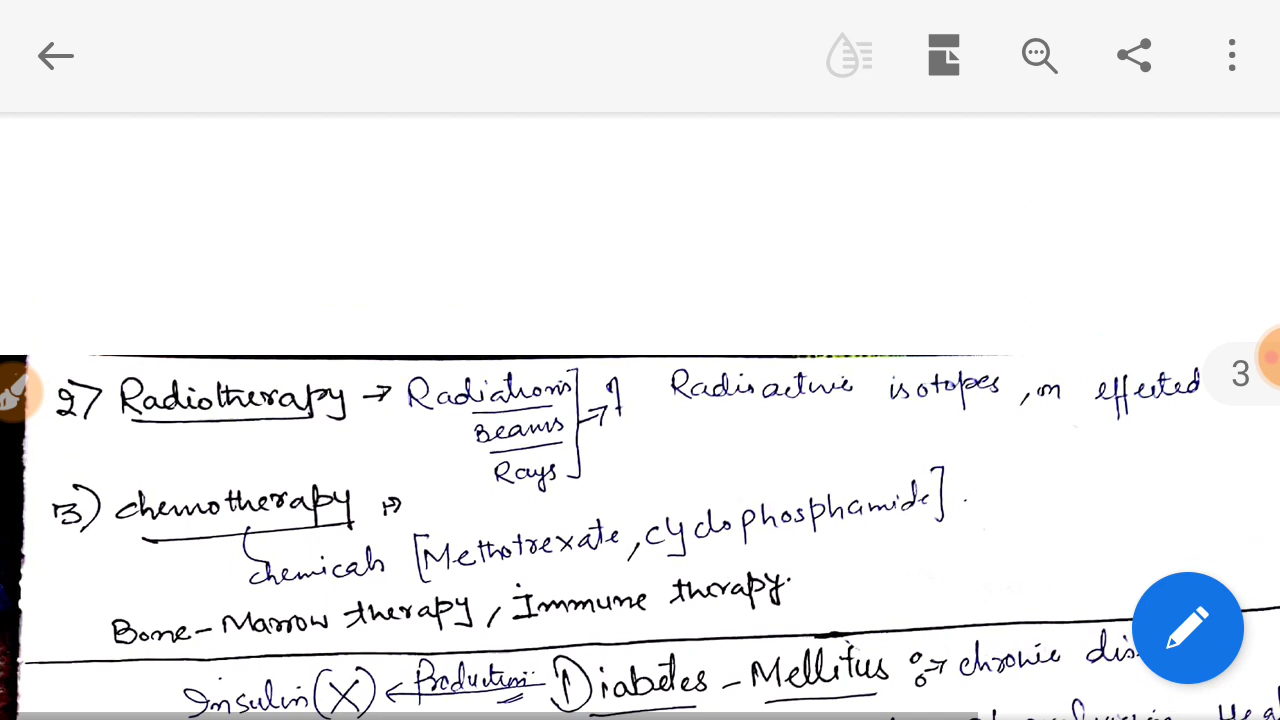 3
2) Radiotherapy → Radiations] of Radioactive isotopes, on effected
Beams
Rays
3) chemotherapy
chemicals [Methotrexate, cyclophosphamide].
Bone-Marrow therapy, Immune therapy.
Insulin (X) ← Production Diabetes - Mellitus : → chronic dis